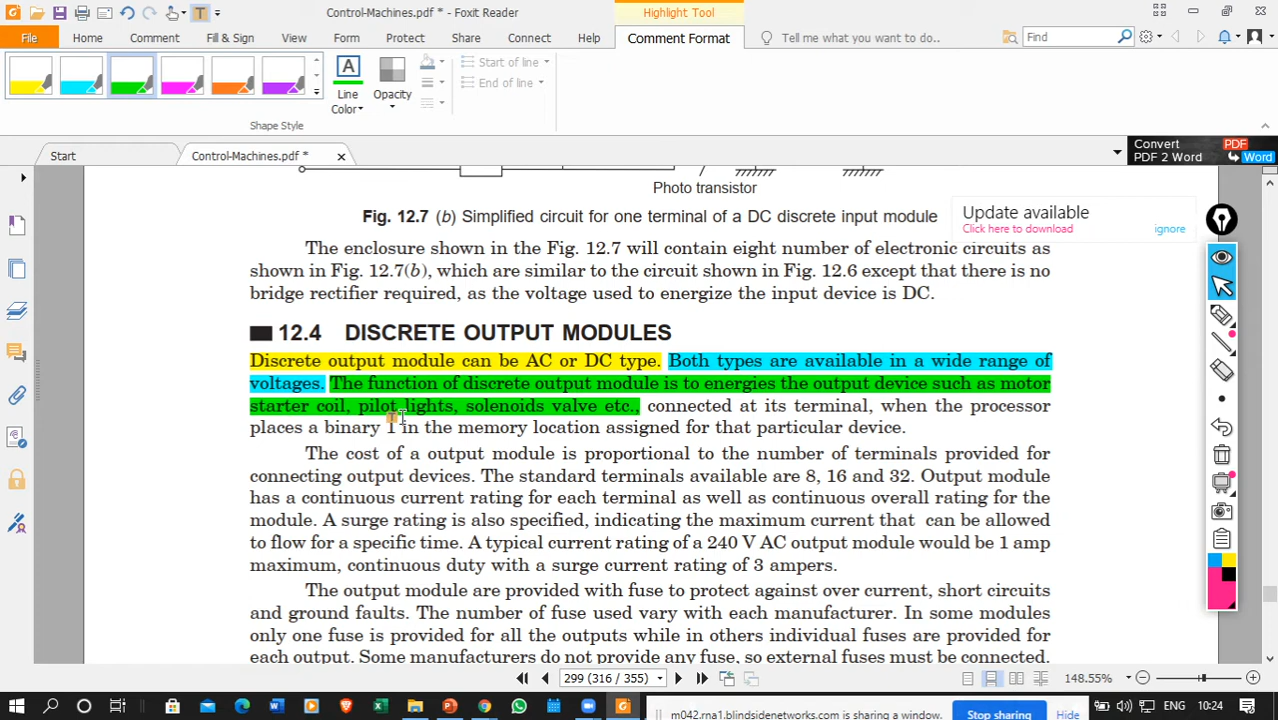 Control-Machines.pdf * - Foxit Reader
Highlight Tool
File
Home
Comment
Fill & Sign
View
Form
Protect
Share
Connect
Help
Comment Format
Tell me what you want to do..
Find
Line
Color
Opacity
Start of line
End of line
Shape Style
Start
Control-Machines.pdf *
Convert PDF
PDF 2 Word
Word
Photo transistor
Fig. 12.7 (b) Simplified circuit for one terminal of a DC discrete input module
Update available
Click here to download
ignore
The enclosure shown in the Fig. 12.7 will contain eight number of electronic circuits as
shown in Fig. 12.7(b), which are similar to the circuit shown in Fig. 12.6 except that there is no
bridge rectifier required, as the voltage used to energize the input device is DC.
12.4 DISCRETE OUTPUT MODULES
Discrete output module can be AC or DC type. Both types are available in a wide range of
voltages. The function of discrete output module is to energies the output device such as motor
starter coil, pilot lights, solenoids valve etc., connected at its terminal, when the processor
places a binary 1 in the memory location assigned for that particular device.
The cost of a output module is proportional to the number of terminals provided for
connecting output devices. The standard terminals available are 8, 16 and 32. Output module
has a continuous current rating for each terminal as well as continuous overall rating for the
module. A surge rating is also specified, indicating the maximum current that can be allowed
to flow for a specific time. A typical current rating of a 240 V AC output module would be 1 amp
maximum, continuous duty with a surge current rating of 3 ampers.
The output module are provided with fuse to protect against over current, short circuits
and ground faults. The number of fuse used vary with each manufacturer. In some modules
only one fuse is provided for all the outputs while in others individual fuses are provided for
each output. Some manufacturers do not provide any fuse, so external fuses must be connected.
299 (316 / 355)
148.55%
m042.rna1.blindsidenetworks.com is sharing a window.
Stop sharing
Hide
ENG
10:24